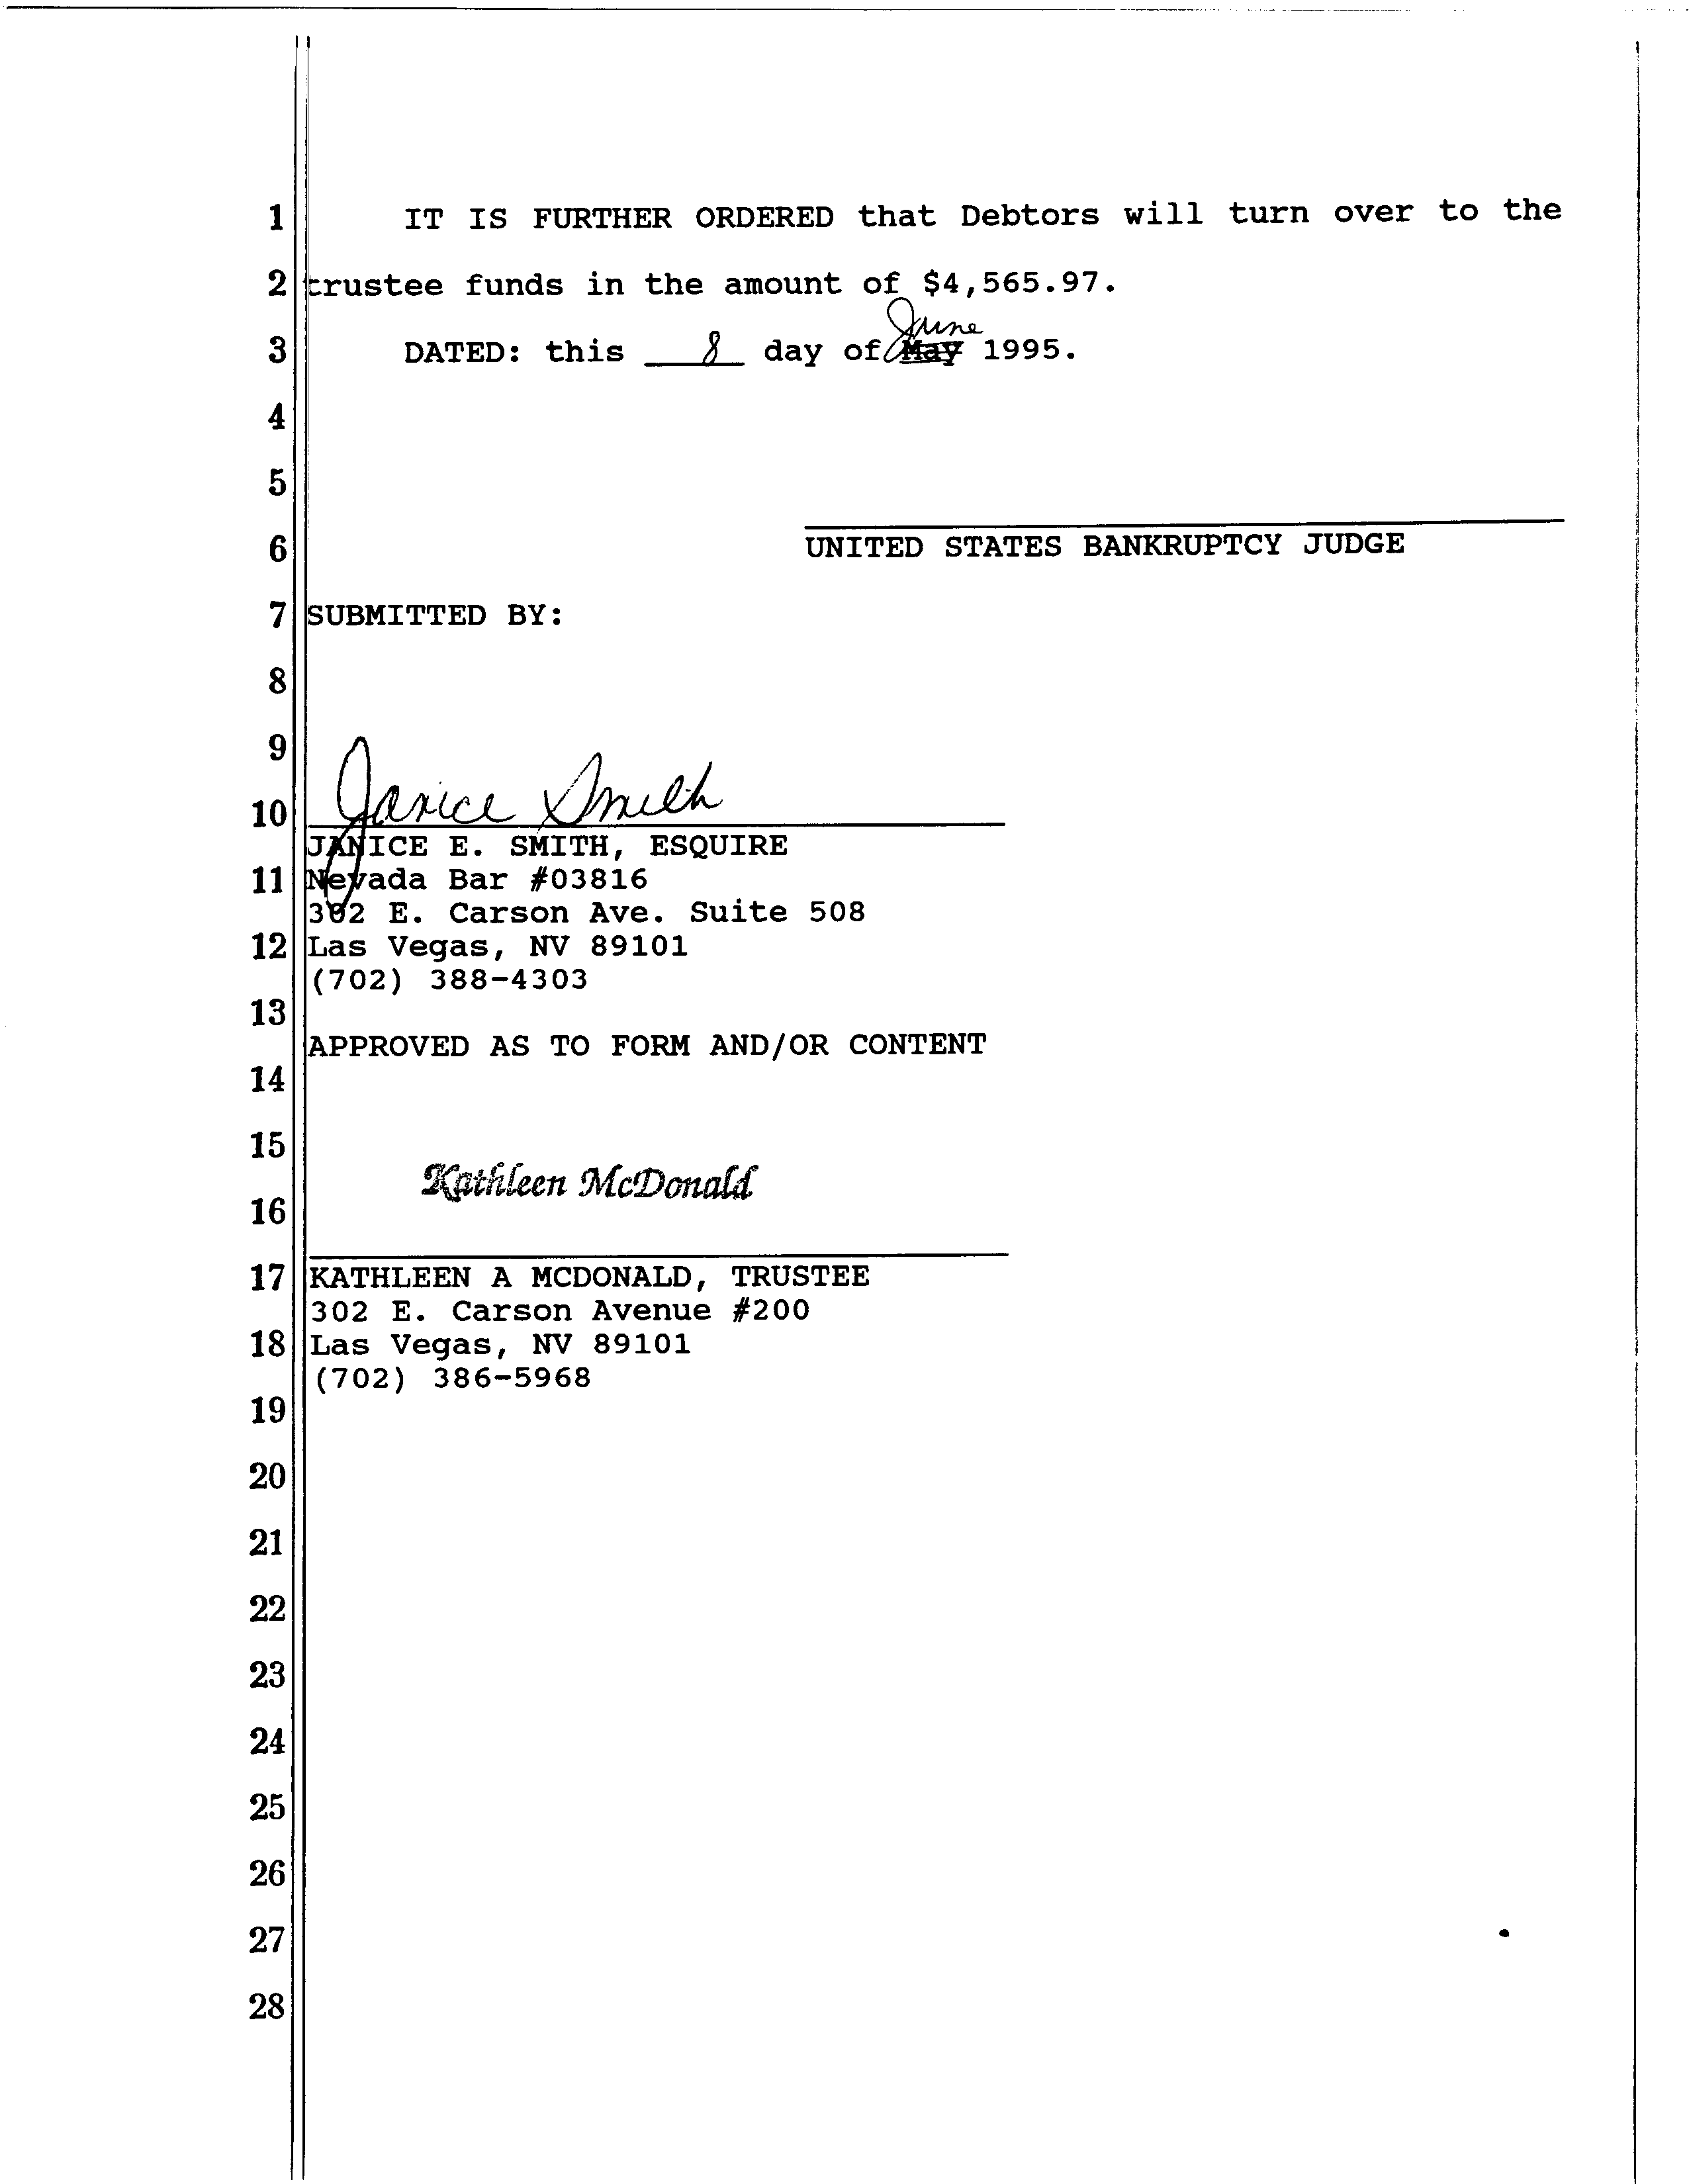 1 IT IS FURTHER ORDERED that Debtors will turn over to the
2 trustee funds in the amount of $4,565.97.
June
3 DATED: this 8 day of May 1995.
4
5
6 UNITED STATES BANKRUPTCY JUDGE
7 SUBMITTED BY:
8
9
10 Janice Smith
JANICE E. SMITH, ESQUIRE
11 Nevada Bar #03816
302 E. Carson Ave. Suite 508
12 Las Vegas, NV 89101
(702) 388-4303
13
APPROVED AS TO FORM AND/OR CONTENT
14
15
Kathleen McDonald
16
17 KATHLEEN A MCDONALD, TRUSTEE
302 E. Carson Avenue #200
18 Las Vegas, NV 89101
(702) 386-5968
19
20
21
22
23
24
25
26
27
28